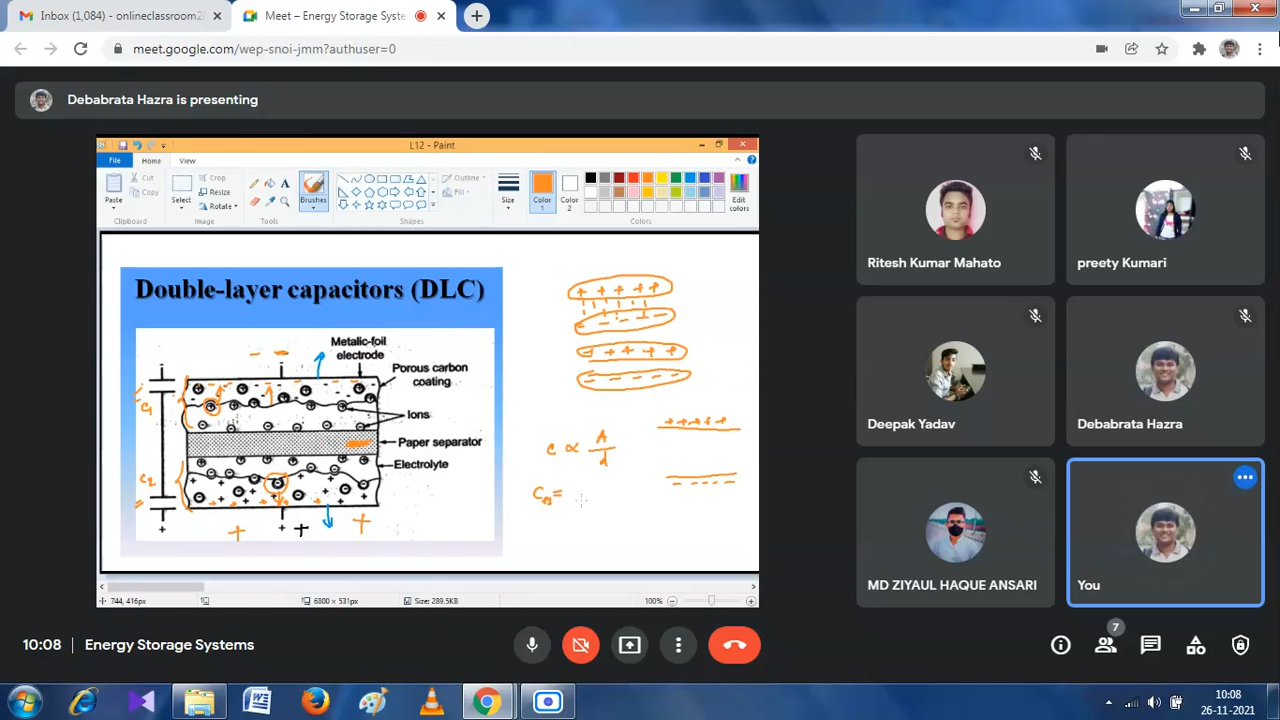 Inbox (1,084) - onlineclassroom2
Meet – Energy Storage Syste
meet.google.com/wep-snoi-jmm?authuser=0
Debabrata Hazra is presenting
L12 - Paint
File
Home
View
Cut
Copy
Paste
Clipboard
Crop
Resize
Rotate
Select
Image
Tools
Brushes
Outline
Fill
Shapes
Size
Color 1
Color 2
Edit colors
Colors
Double-layer capacitors (DLC)
Metalic-foil electrode
Porous carbon coating
Ions
Paper separator
Electrolyte
C1
C2
+ + + + +
- - - - -
+ + + + +
- - - - -
+++++
- - - - -
C ∝ A/d
C12=
744, 416px
6800 × 531px
Size: 289.5KB
100%
Ritesh Kumar Mahato
preety Kumari
Deepak Yadav
Debabrata Hazra
MD ZIYAUL HAQUE ANSARI
You
10:08
Energy Storage Systems
7
10:08
26-11-2021